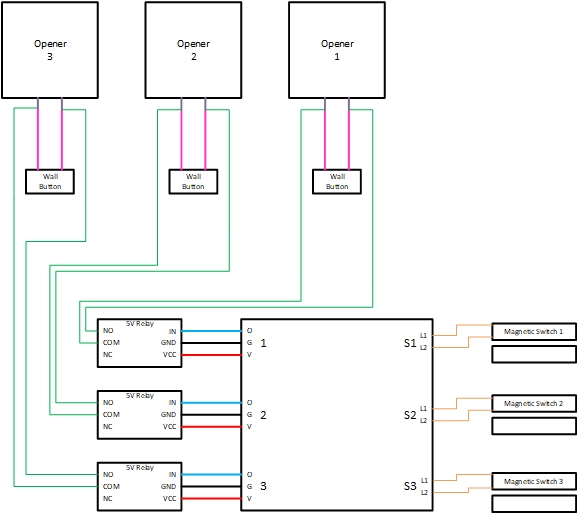 Opener
3
Opener
2
Opener
1
Wall
Button
Wall
Button
Wall
Button
5V Relay
NO
COM
NC
IN
GND
VCC
O
G
V
1
S1
L1
L2
Magnetic Switch 1
5V Relay
NO
COM
NC
IN
GND
VCC
O
G
V
2
S2
L1
L2
Magnetic Switch 2
5V Relay
NO
COM
NC
IN
GND
VCC
O
G
V
3
S3
L1
L2
Magnetic Switch 3